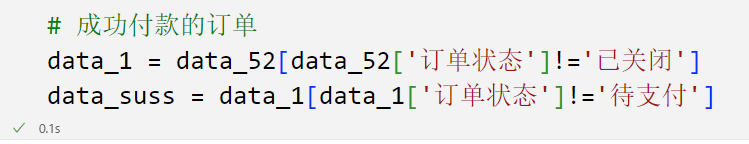 # 成功付款的订单
data_1 = data_52[data_52['订单状态']!='已关闭']
data_suss = data_1[data_1['订单状态']!='待支付']
✓ 0.1s